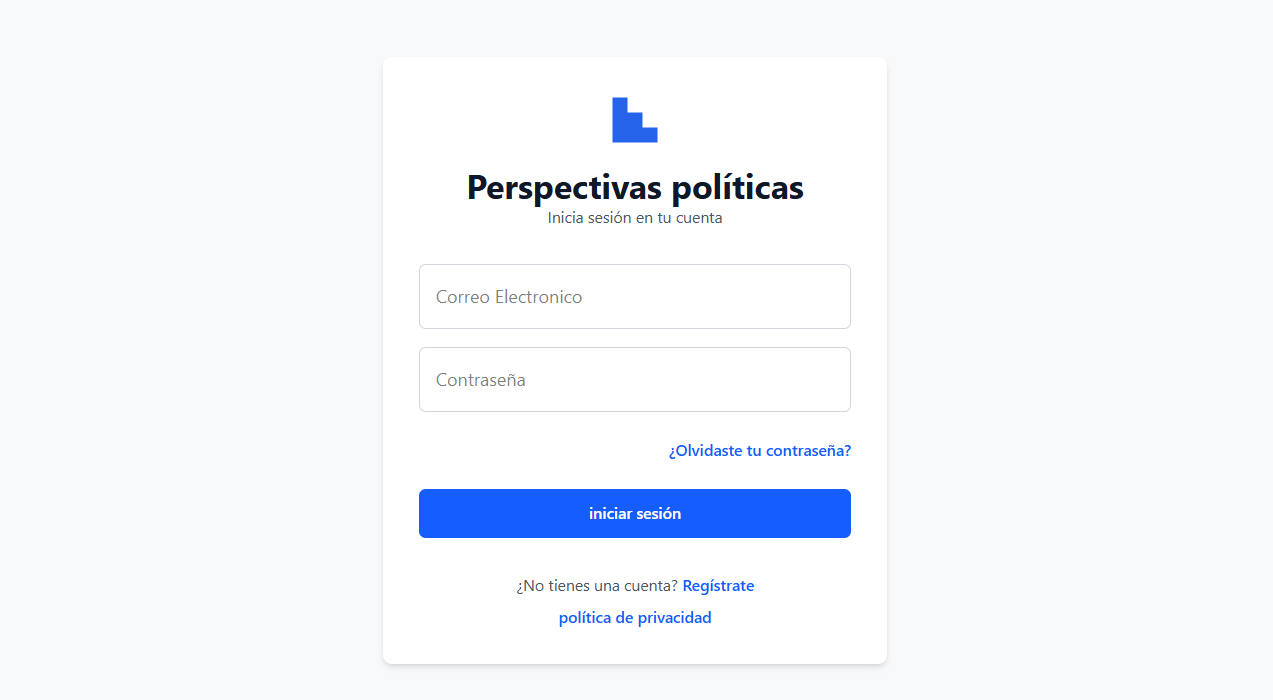 Perspectivas políticas
Inicia sesión en tu cuenta
Correo Electronico
Contraseña
¿Olvidaste tu contraseña?
iniciar sesión
¿No tienes una cuenta? Regístrate
política de privacidad